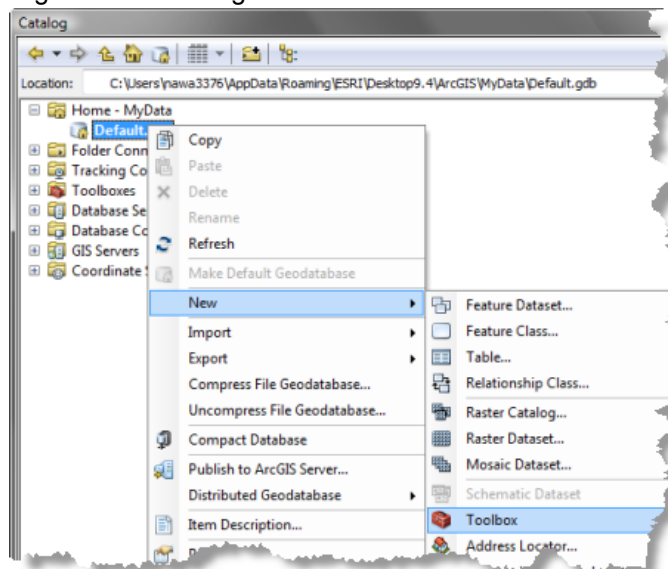 Catalog
Location: C:\Users\nawa3376\AppData\Roaming\ESRI\Desktop9.4\ArcGIS\MyData\Default.gdb
Home - MyData
Default.
Folder Conn
Tracking Co
Toolboxes
Database Se
Database Co
GIS Servers
Coordinate
Copy
Paste
Delete
Rename
Refresh
Make Default Geodatabase
New
Import
Export
Compress File Geodatabase...
Uncompress File Geodatabase...
Compact Database
Publish to ArcGIS Server...
Distributed Geodatabase
Item Description...
Feature Dataset...
Feature Class...
Table...
Relationship Class...
Raster Catalog...
Raster Dataset...
Mosaic Dataset...
Schematic Dataset
Toolbox
Address Locator...